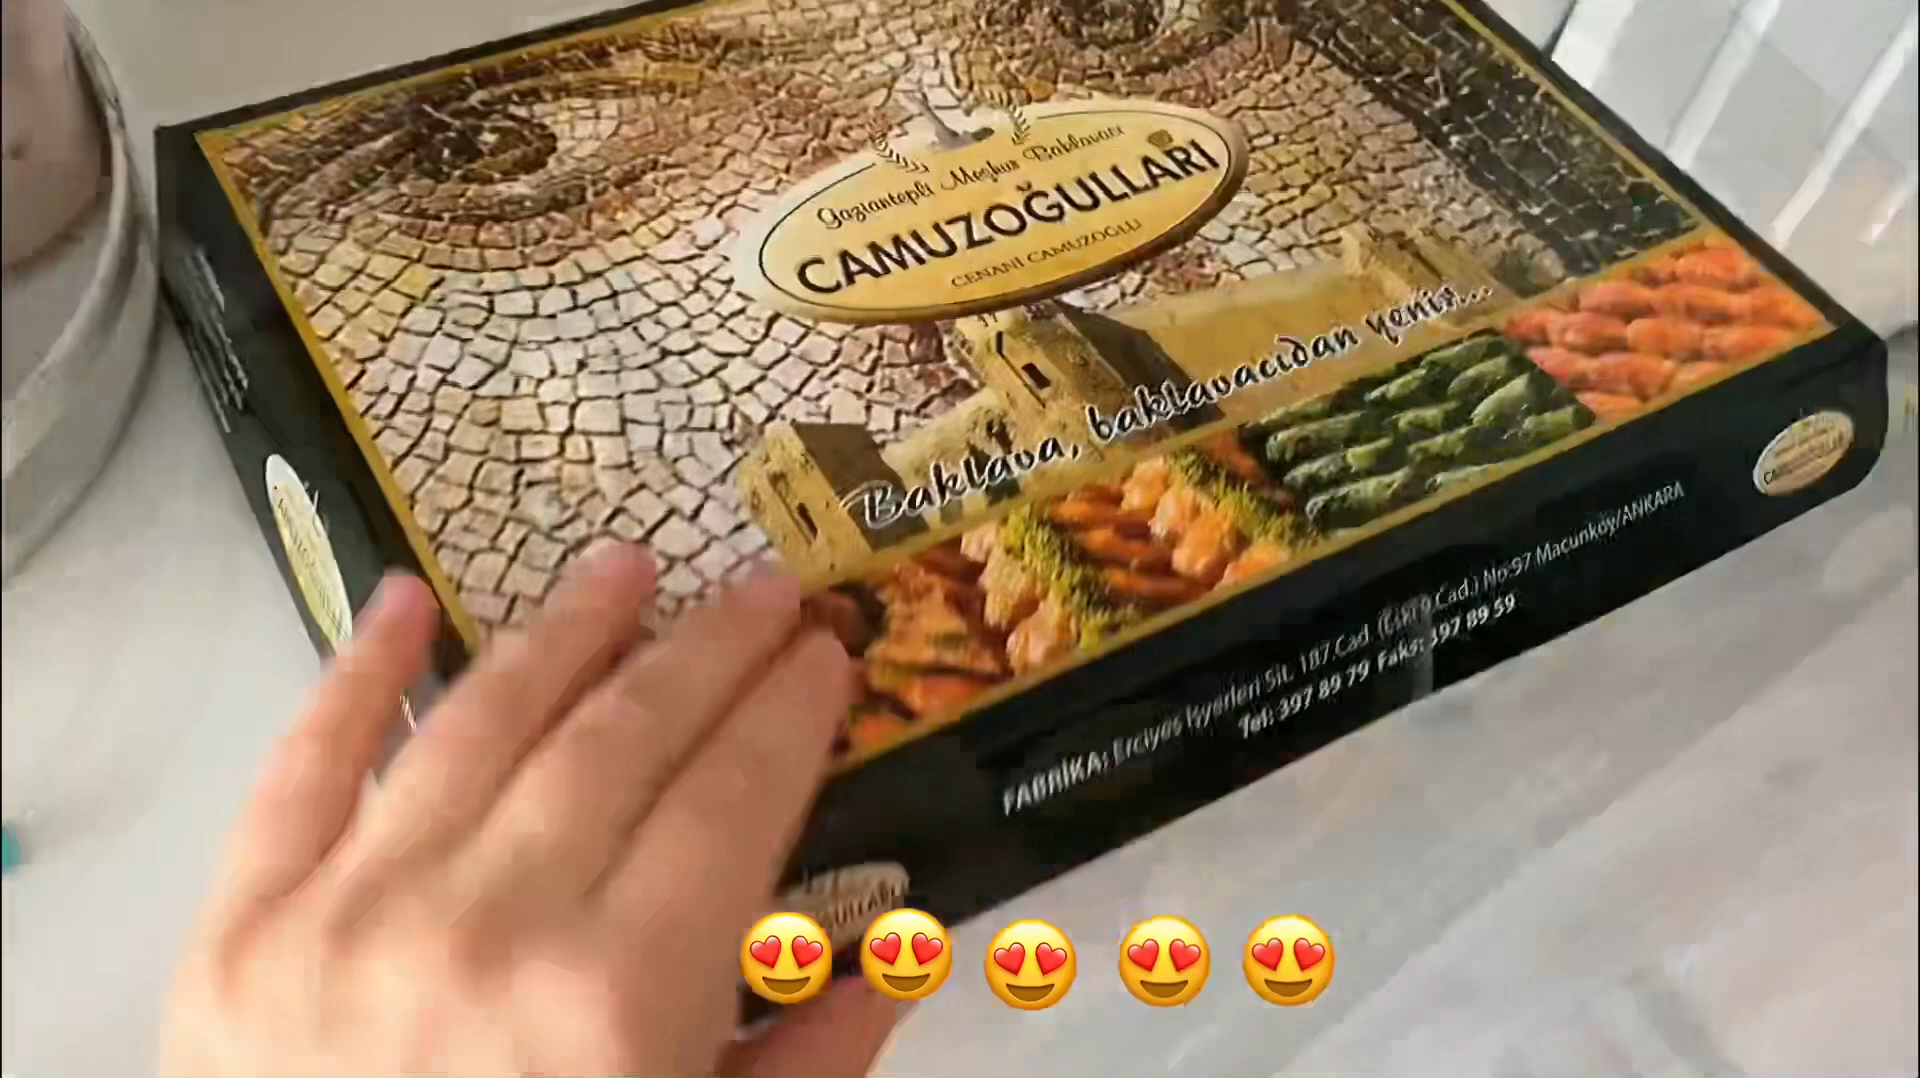 Gaziantepli Meşhur Baklavacı
CAMUZOĞULLARI
CENANİ CAMUZOĞLU
Baklava, baklavacıdan yenir...
FABRİKA: Erciyes İşyerleri Sit. 187.Cad. (Eski 9.Cad.) No:97 Macunköy/ANKARA
Tel: 397 89 79 Faks: 397 89 59
CAMUZOĞULLARI